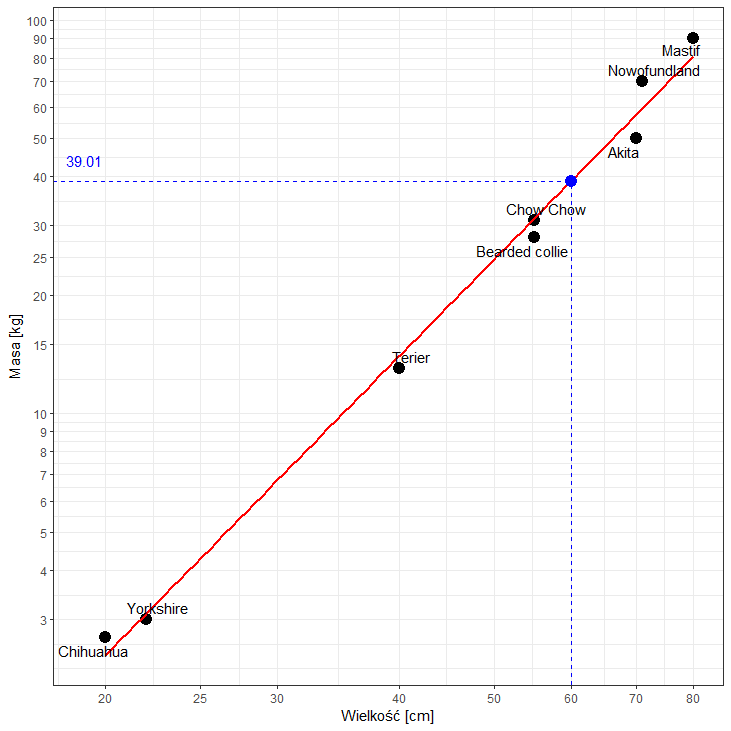 100
90
Mastif
80
Nowofundland
70
60
50
Akita
39.01
40
Chow Chow
30
Bearded collie
25
20
Masa [kg]
15
Terier
10
9
8
7
6
5
4
Yorkshire
3
Chihuahua
20 25 30 40 50 60 70 80
Wielkość [cm]